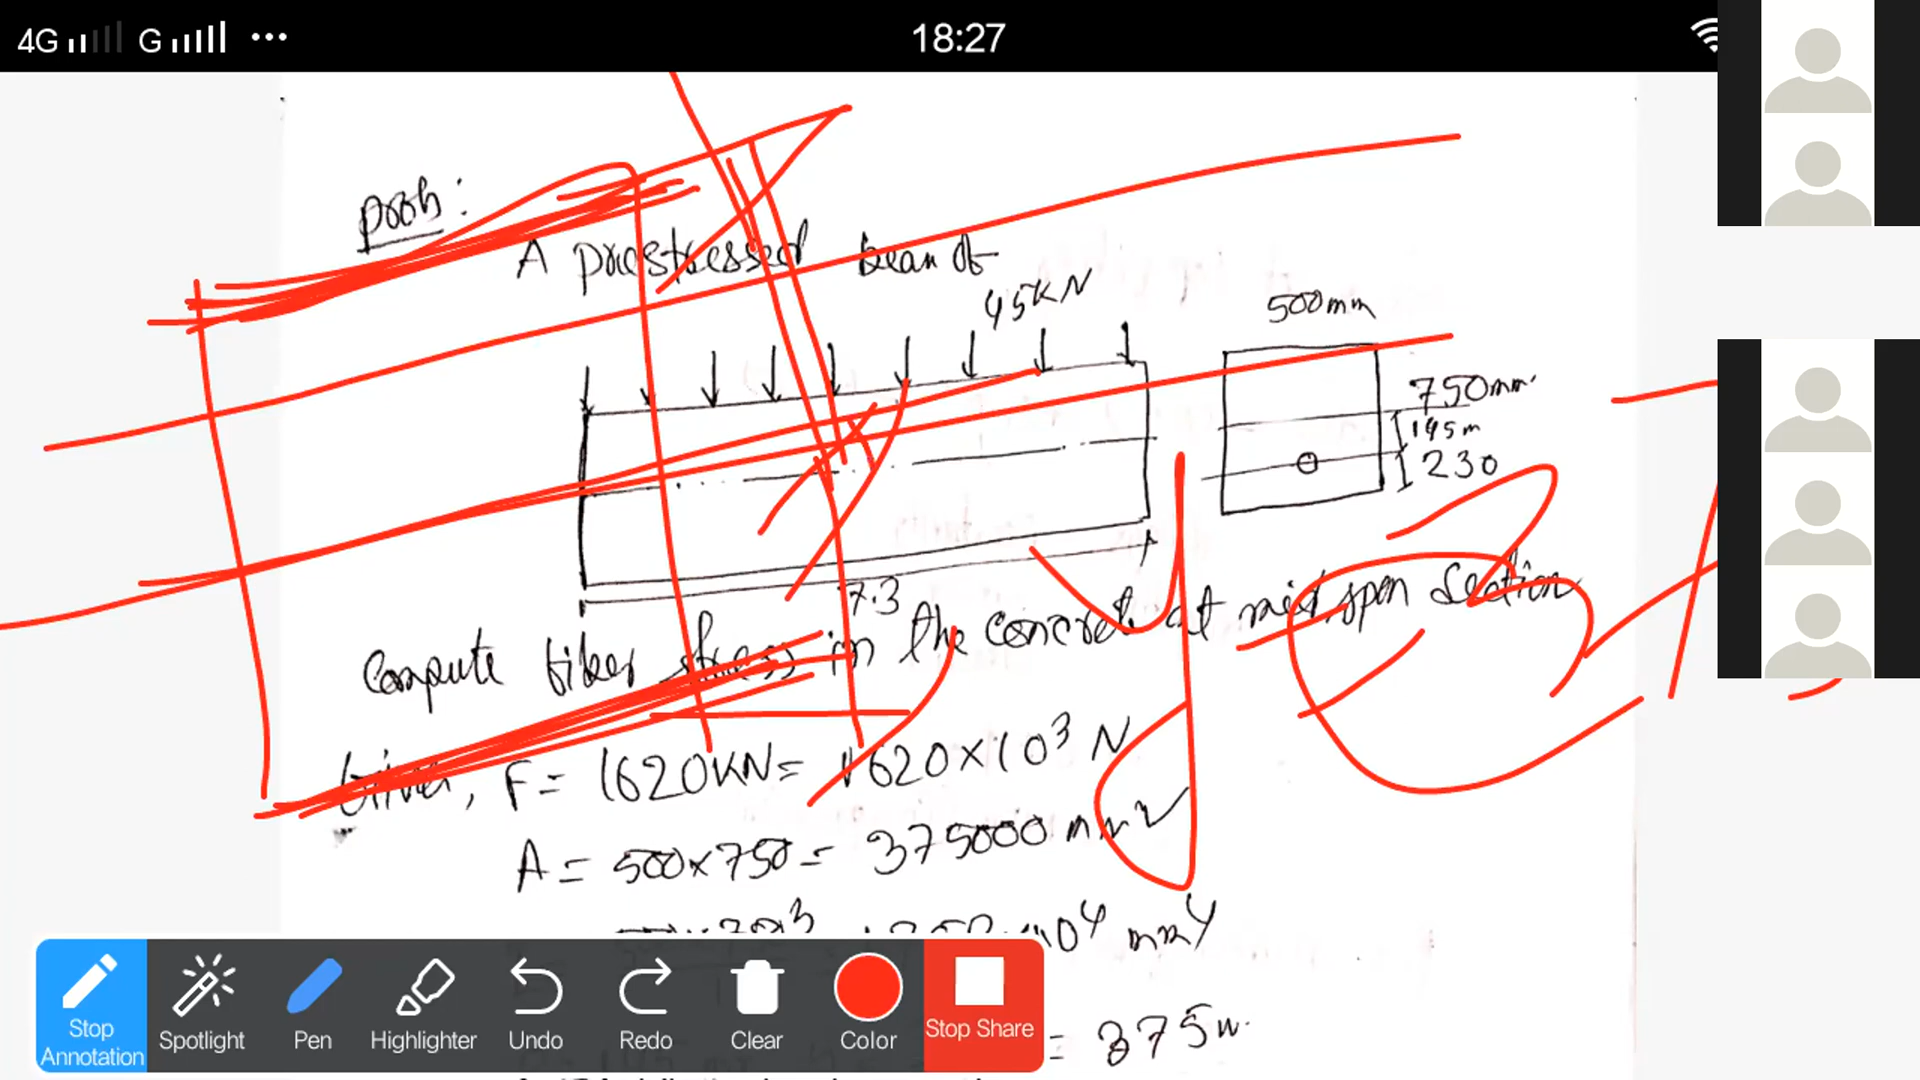 4G G ••• 18:27
Prob:
A prestressed beam of
45KN
500mm
750mm
145m
230
7.3
Compute fiber stress in the concrete at mid span Section
Given, F = 1620KN = 1620×10³ N
A = 500×750 = 375000 mm²
×10⁴ mm⁴
= 375m
Stop Annotation
Spotlight
Pen
Highlighter
Undo
Redo
Clear
Color
Stop Share